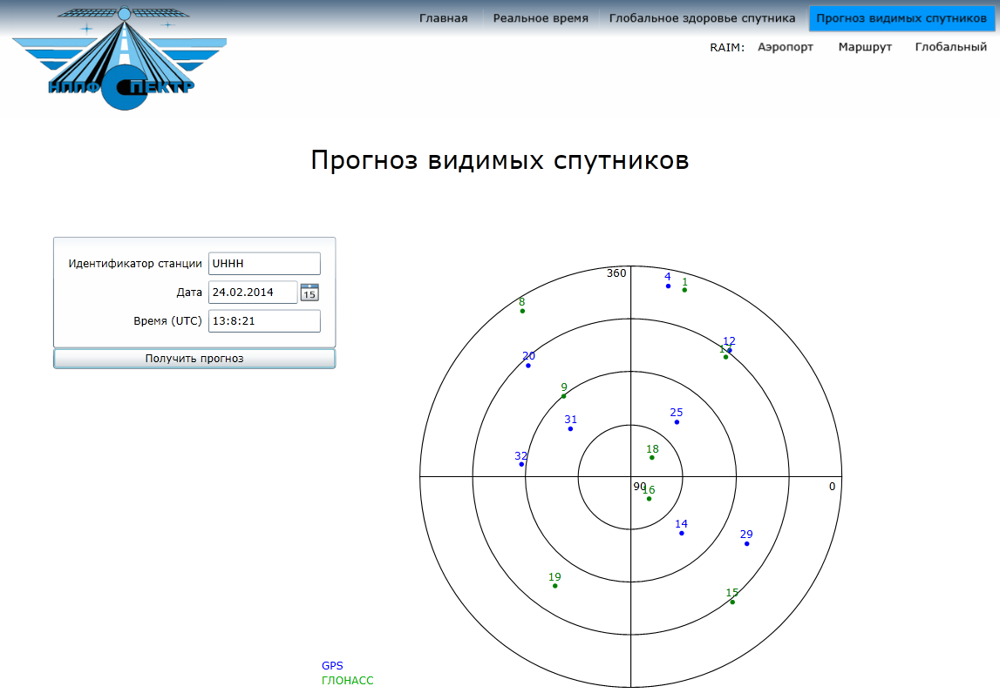 Главная Реальное время Глобальное здоровье спутника Прогноз видимых спутников
RAIM: Аэропорт Маршрут Глобальный
НППФ СПЕКТР
Прогноз видимых спутников
Идентификатор станции UHHH
Дата 24.02.2014 15
Время (UTC) 13:8:21
Получить прогноз
360
4
1
8
12
17
20
9
25
31
18
32
90
0
16
14
29
19
15
GPS
ГЛОНАСС